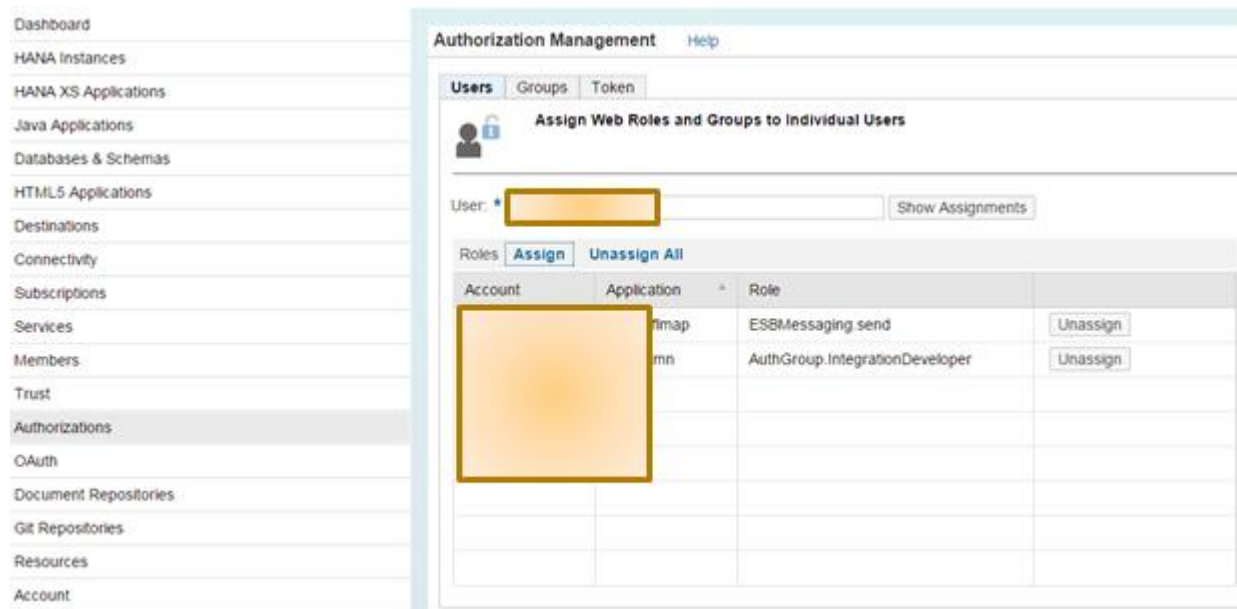 Dashboard
HANA Instances
HANA XS Applications
Java Applications
Databases & Schemas
HTML5 Applications
Destinations
Connectivity
Subscriptions
Services
Members
Trust
Authorizations
OAuth
Document Repositories
Git Repositories
Resources
Account
Authorization Management Help
Users Groups Token
Assign Web Roles and Groups to Individual Users
User: * Show Assignments
Roles Assign Unassign All
Account Application Role
flmap ESBMessaging.send Unassign
mn AuthGroup.IntegrationDeveloper Unassign